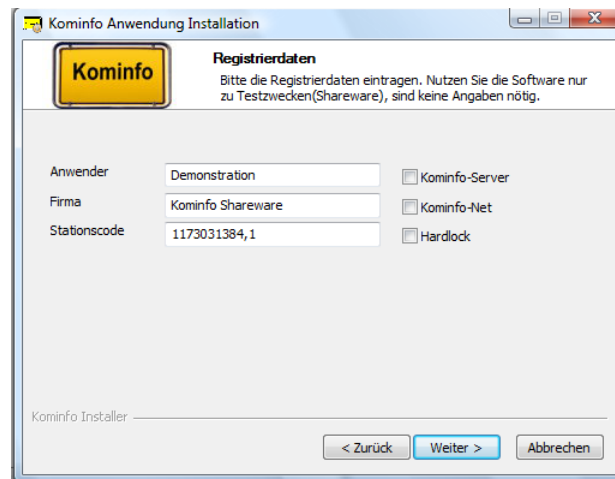 Kominfo Anwendung Installation
Kominfo
Registrierdaten
Bitte die Registrierdaten eintragen. Nutzen Sie die Software nur
zu Testzwecken(Shareware), sind keine Angaben nötig.
Anwender
Demonstration
Kominfo-Server
Firma
Kominfo Shareware
Kominfo-Net
Stationscode
1173031384,1
Hardlock
Kominfo Installer
< Zurück
Weiter >
Abbrechen